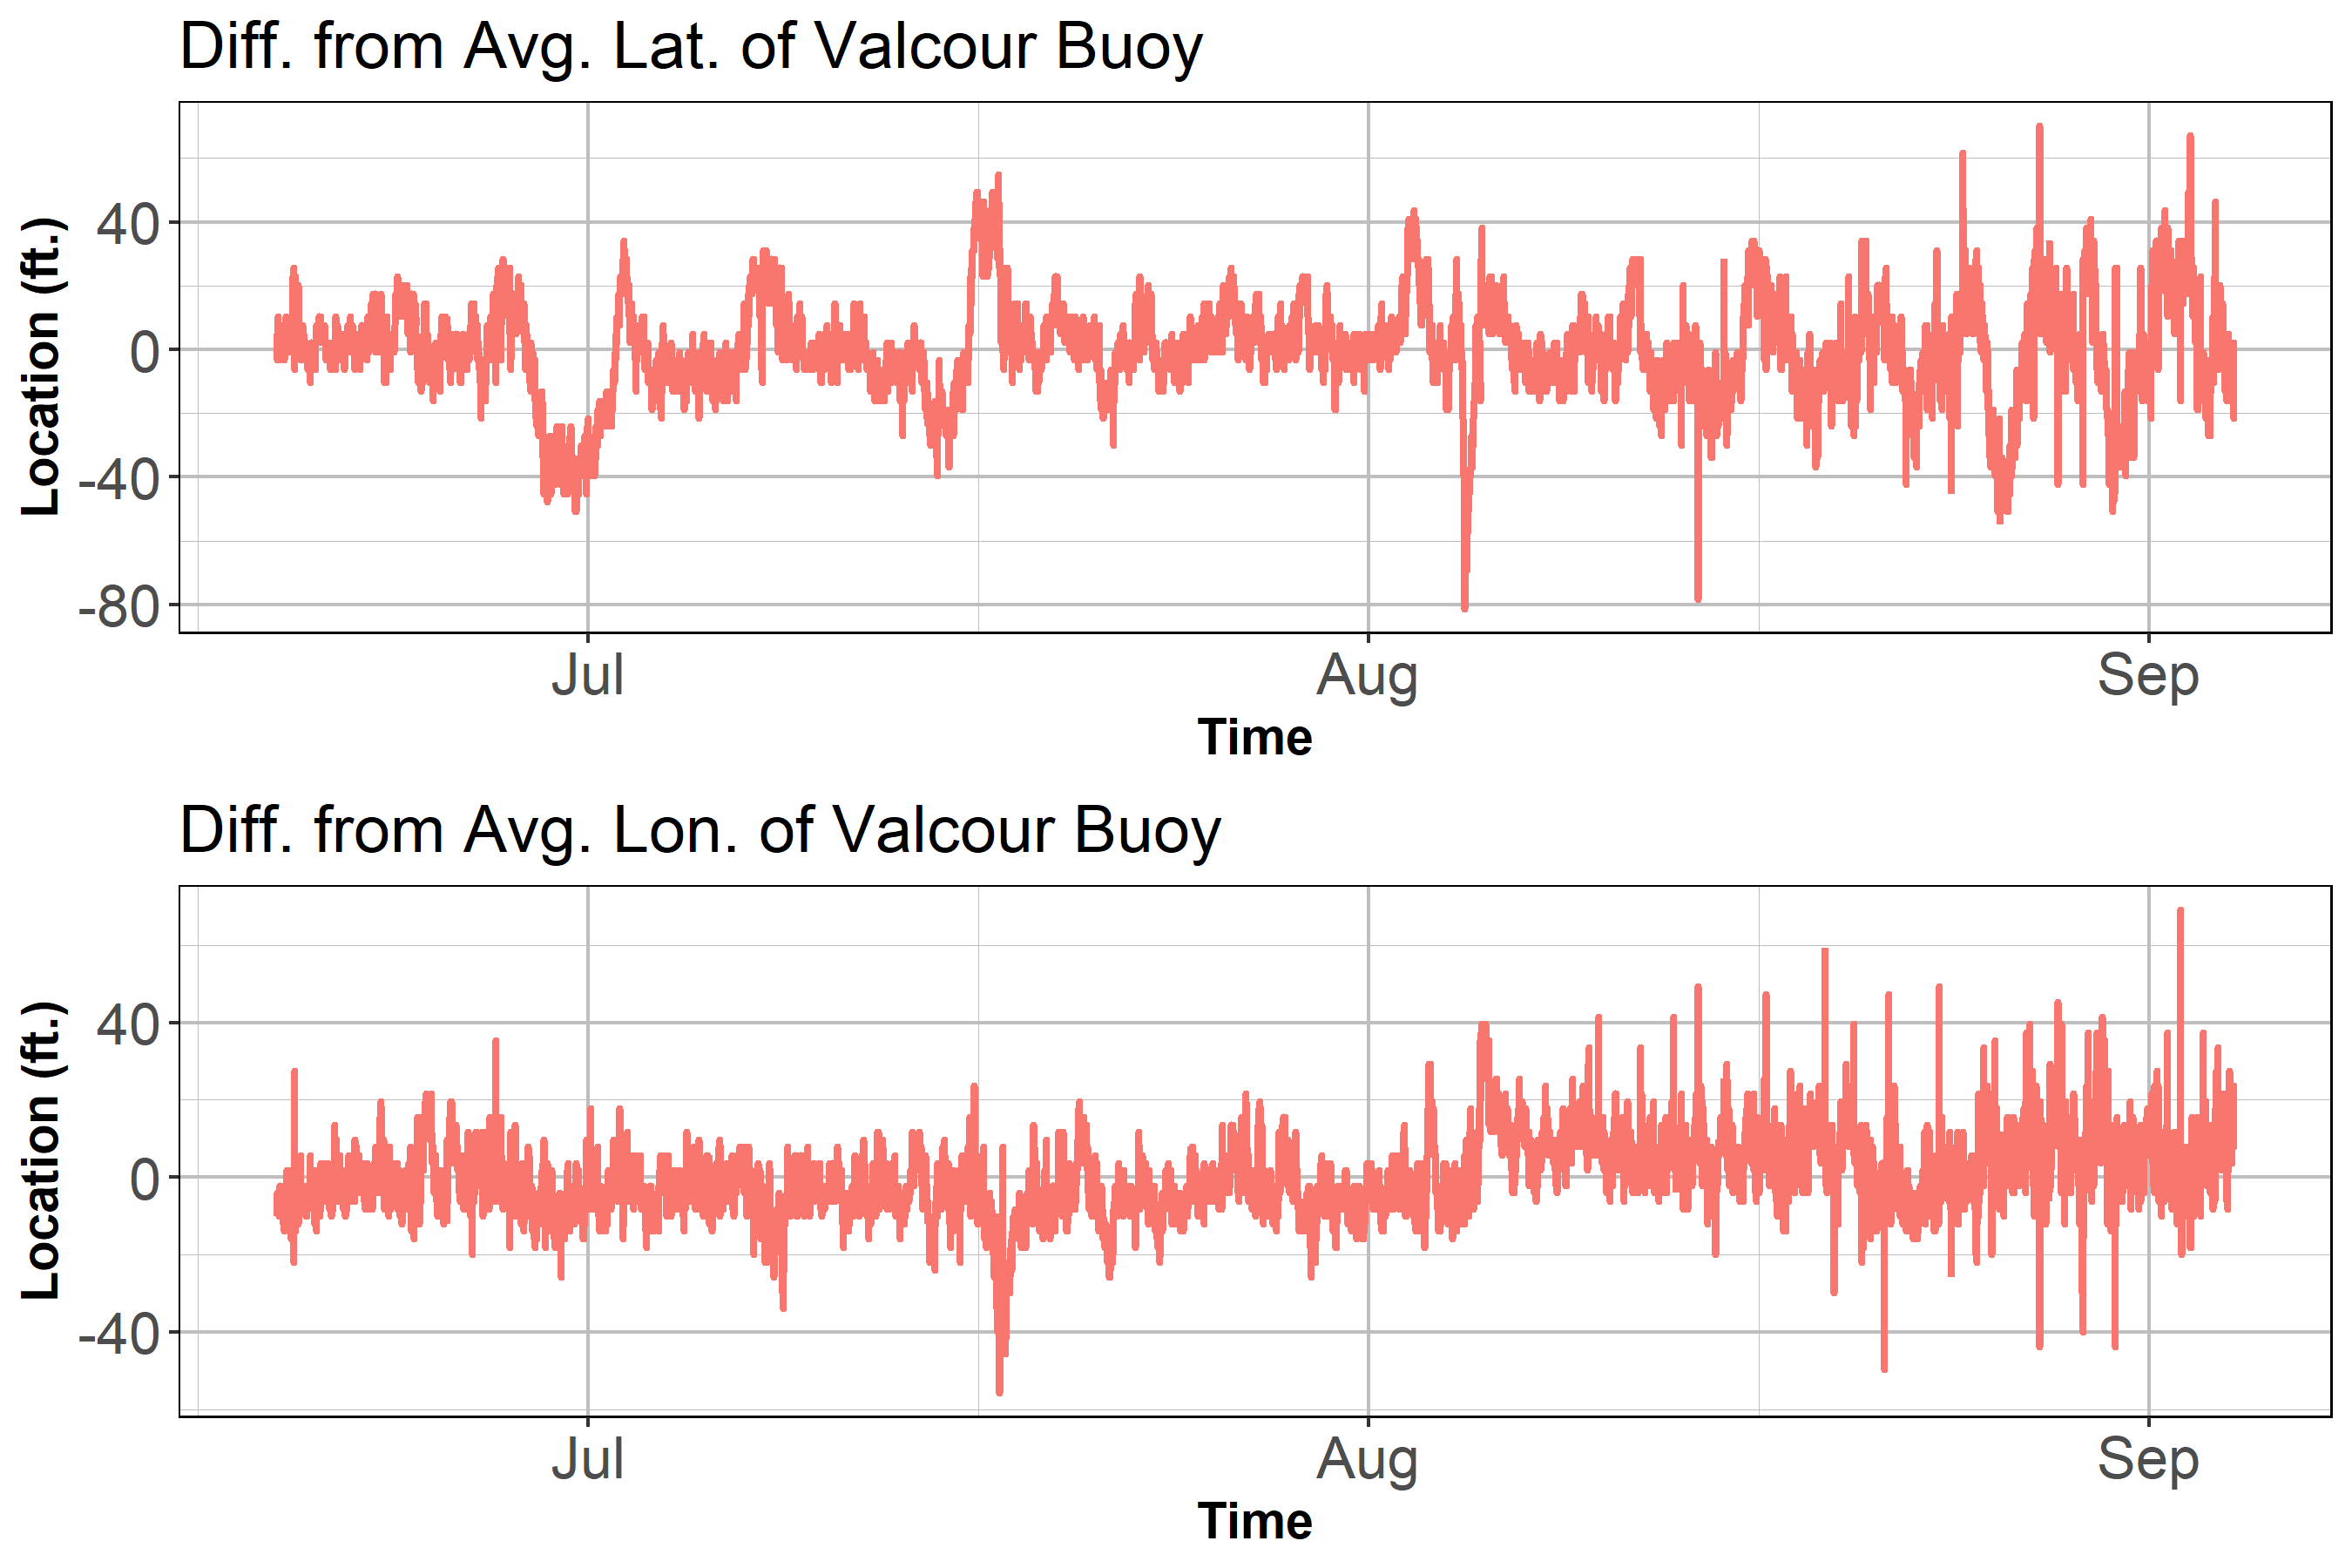 Diff. from Avg. Lat. of Valcour Buoy
Location (ft.)
40
0
-40
-80
Jul Aug Sep
Time
Diff. from Avg. Lon. of Valcour Buoy
Location (ft.)
40
0
-40
Jul Aug Sep
Time